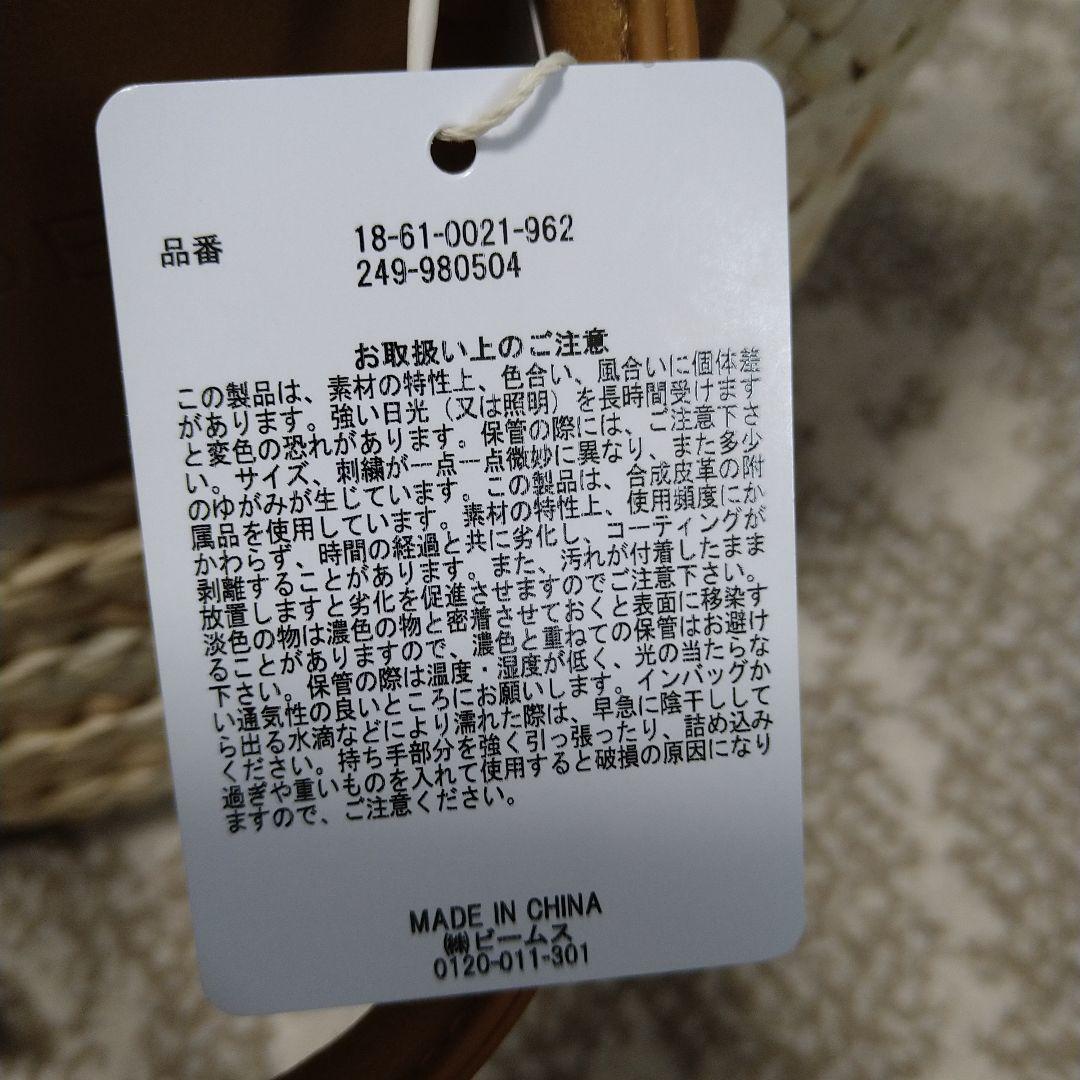 品番 18-61-0021-962
249-980504
お取扱い上のご注意
この製品は、素材の特性上、色合い、風合いに個体差
があります。強い日光（又は照明）を長時間受けます
と変色の恐れがあります。保管の際には、ご注意下さ
い。サイズ、刺繍が一点一点微妙に異なり、また多少
のゆがみが生じています。この製品は、合成皮革の附
属品を使用しています。素材の特性上、使用頻度にか
かわらず、時間の経過と共に劣化し、コーティングが
剥離することがあります。また、汚れが付着したまま
放置しますと劣化を促進させますのでご注意下さい。
淡色の物は濃色の物と密着させておくと表面に移染す
ることがありますので、濃色と重ねての保管はお避け
下さい。保管の際は温度・湿度が低く、光の当たらな
い通気性の良いところにお願いします。インバッグか
ら出る水滴などにより濡れた際は、早急に陰干しして
ください。持ち手部分を強く引っ張ったり、詰め込み
過ぎや重いものを入れて使用すると破損の原因になり
ますので、ご注意ください。
MADE IN CHINA
㈱ビームス
0120-011-301